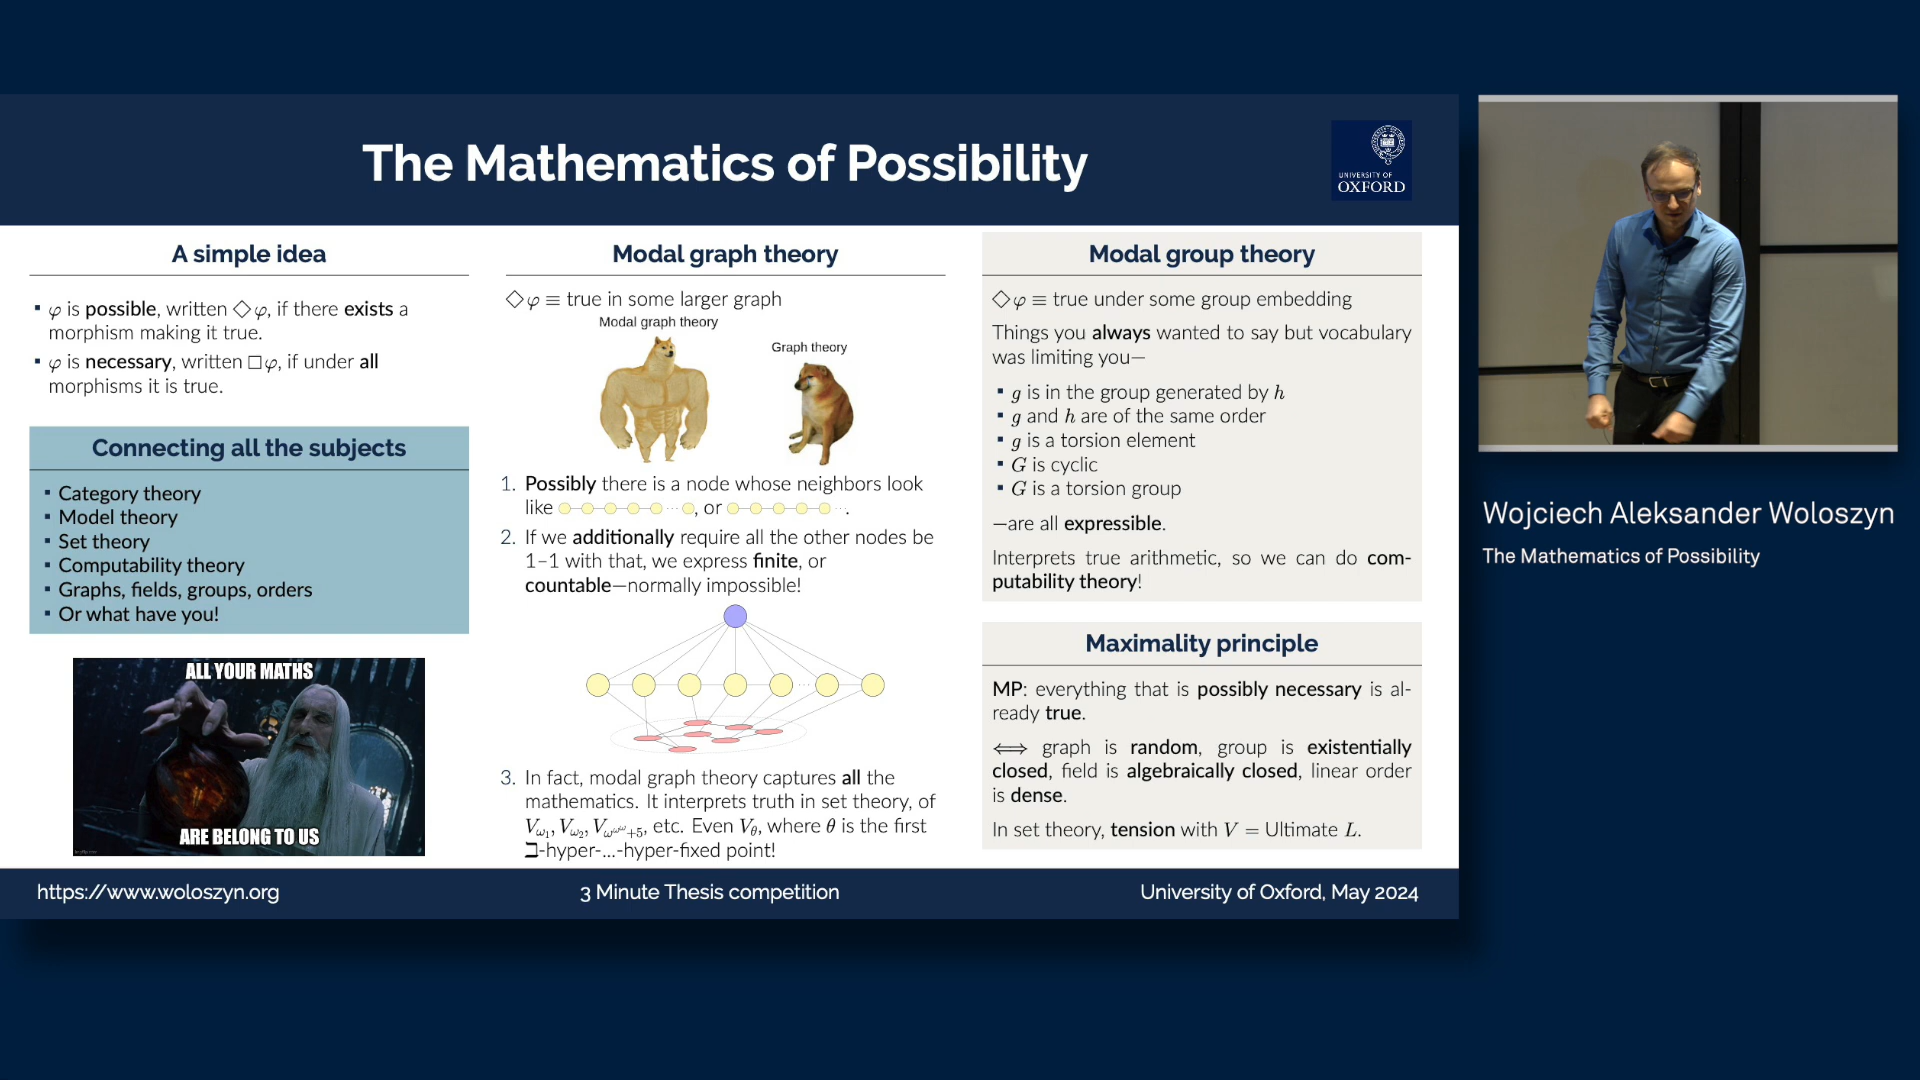 The Mathematics of Possibility
UNIVERSITY OF
OXFORD
A simple idea
▪ φ is possible, written ◇φ, if there exists a
morphism making it true.
▪ φ is necessary, written □φ, if under all
morphisms it is true.
Connecting all the subjects
▪ Category theory
▪ Model theory
▪ Set theory
▪ Computability theory
▪ Graphs, fields, groups, orders
▪ Or what have you!
ALL YOUR MATHS
ARE BELONG TO US
Modal graph theory
◇φ ≡ true in some larger graph
Modal graph theory
Graph theory
1. Possibly there is a node whose neighbors look
like ···, or ···.
2. If we additionally require all the other nodes be
1–1 with that, we express finite, or
countable—normally impossible!
3. In fact, modal graph theory captures all the
mathematics. It interprets truth in set theory, of
V_{ω_1}, V_{ω_2}, V_{ω^{ω^ω}+5}, etc. Even V_θ, where θ is the first
ℶ-hyper-...-hyper-fixed point!
Modal group theory
◇φ ≡ true under some group embedding
Things you always wanted to say but vocabulary
was limiting you—
▪ g is in the group generated by h
▪ g and h are of the same order
▪ g is a torsion element
▪ G is cyclic
▪ G is a torsion group
—are all expressible.
Interprets true arithmetic, so we can do com-
putability theory!
Maximality principle
MP: everything that is possibly necessary is al-
ready true.
⟺ graph is random, group is existentially
closed, field is algebraically closed, linear order
is dense.
In set theory, tension with V = Ultimate L.
https://www.woloszyn.org
3 Minute Thesis competition
University of Oxford, May 2024
Wojciech Aleksander Woloszyn
The Mathematics of Possibility